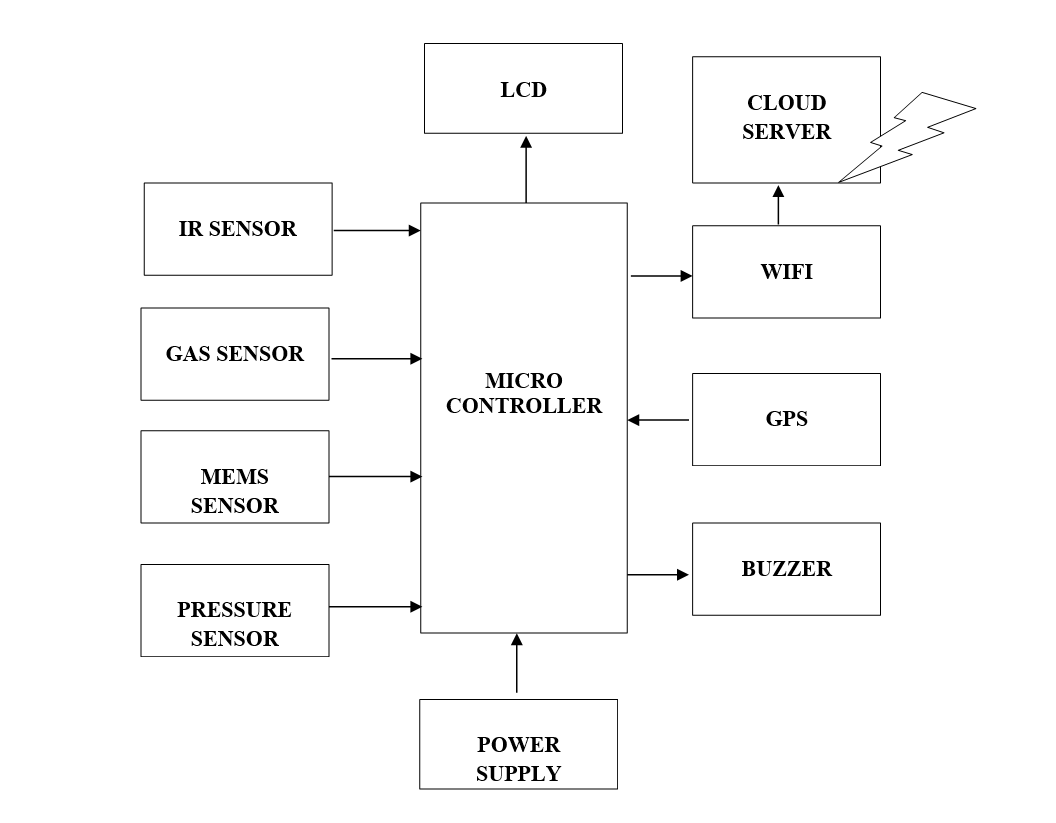 LCD
CLOUD
SERVER
IR SENSOR
WIFI
GAS SENSOR
MICRO
CONTROLLER
GPS
MEMS
SENSOR
BUZZER
PRESSURE
SENSOR
POWER
SUPPLY